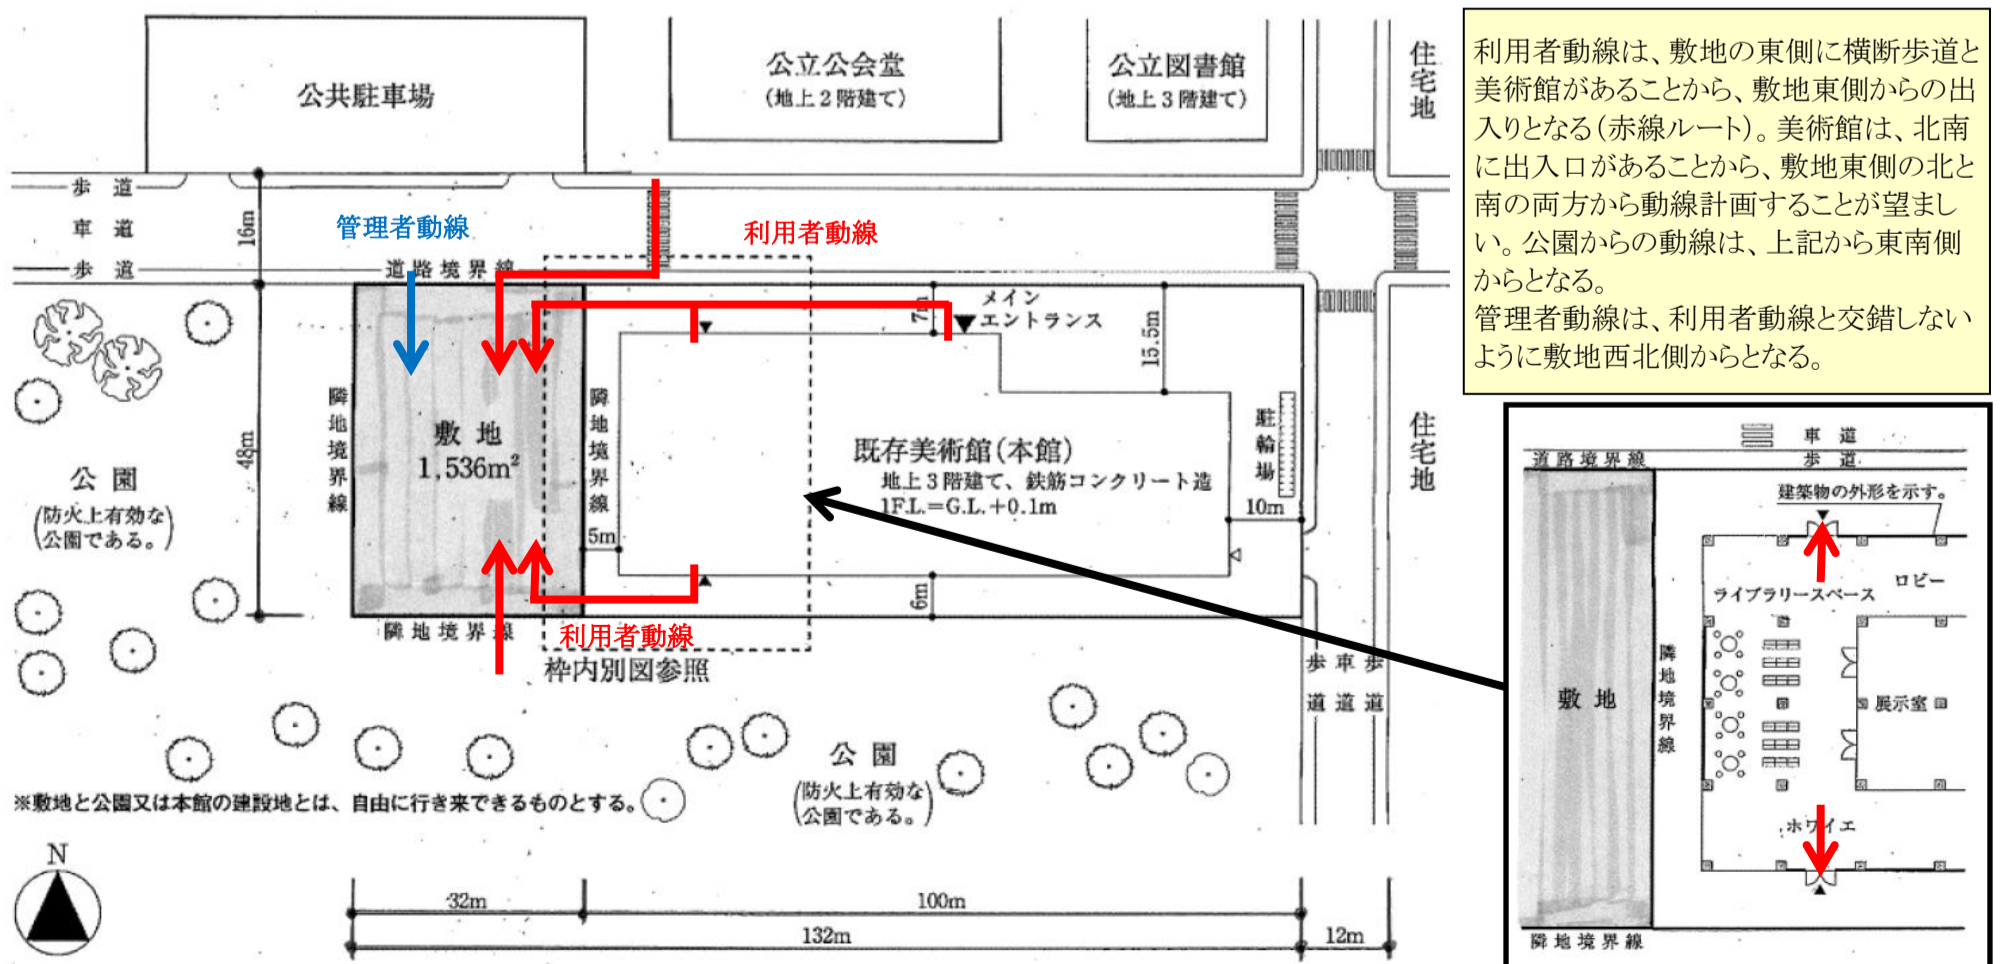 公共駐車場
公立公会堂
(地上2階建て)
公立図書館
(地上3階建て)
住宅地
利用者動線は、敷地の東側に横断歩道と
美術館があることから、敷地東側からの出
入りとなる(赤線ルート)。美術館は、北南
に出入口があることから、敷地東側の北と
南の両方から動線計画することが望まし
い。公園からの動線は、上記から東南側
からとなる。
管理者動線は、利用者動線と交錯しない
ように敷地西北側からとなる。
歩道
車道
歩道
16m
管理者動線
利用者動線
道路境界線
メイン
エントランス
7m
15.5m
隣地境界線
敷地
1,536m²
隣地境界線
48m
公園
(防火上有効な
公園である。)
既存美術館(本館)
地上3階建て、鉄筋コンクリート造
1F.L.=G.L.+0.1m
駐輪場
10m
住宅地
5m
6m
隣地境界線
利用者動線
枠内別図参照
歩道
車道
歩道
公園
(防火上有効な
公園である。)
※敷地と公園又は本館の建設地とは、自由に行き来できるものとする。
N
32m
100m
132m
12m
車道
道路境界線
歩道
建築物の外形を示す。
ライブラリースペース
ロビー
敷地
隣地境界線
展示室
ホワイエ
隣地境界線